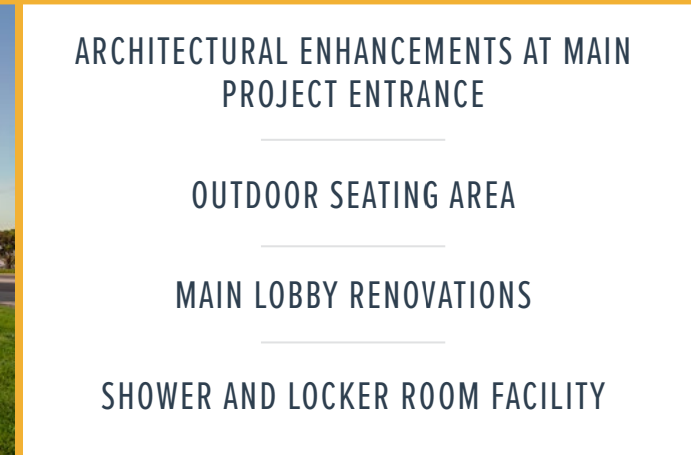 ARCHITECTURAL ENHANCEMENTS AT MAIN
PROJECT ENTRANCE
OUTDOOR SEATING AREA
MAIN LOBBY RENOVATIONS
SHOWER AND LOCKER ROOM FACILITY